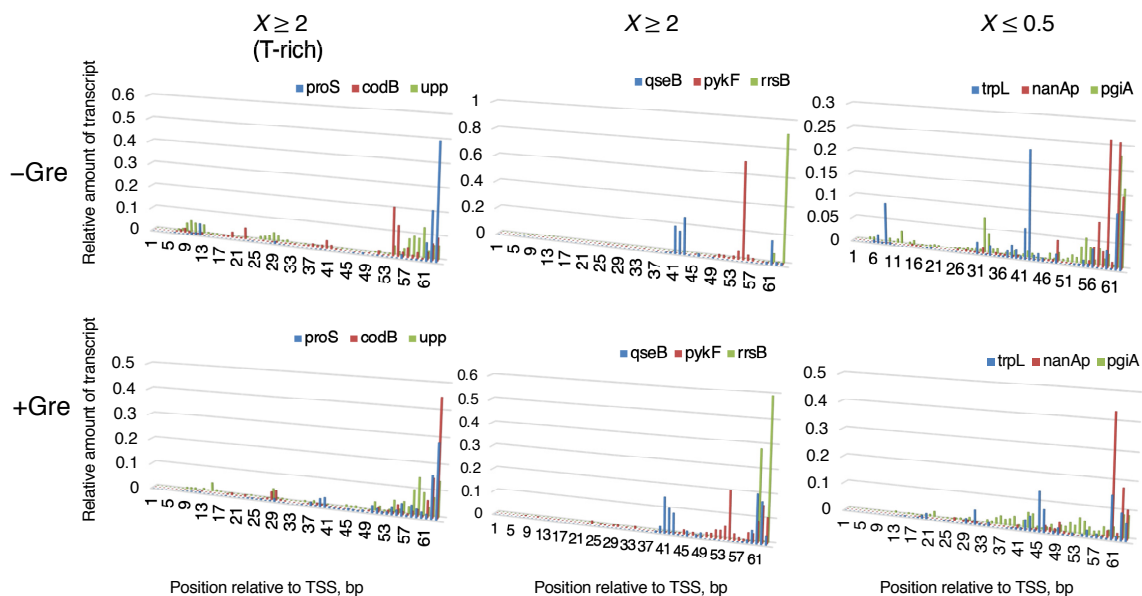 X ≥ 2
(T-rich)
X ≥ 2
X ≤ 0.5
–Gre
Relative amount of transcript
proS codB upp
0.6
0.5
0.4
0.3
0.2
0.1
0
1 5 9 13 17 21 25 29 33 37 41 45 49 53 57 61
qseB pykF rrsB
1
0.8
0.6
0.4
0.2
0
1 5 9 13 17 21 25 29 33 37 41 45 49 53 57 61
trpL nanAp pgiA
0.3
0.25
0.2
0.15
0.1
0.05
0
1 6 11 16 21 26 31 36 41 46 51 56 61
+Gre
Relative amount of transcript
proS codB upp
0.5
0.4
0.3
0.2
0.1
0
1 5 9 13 17 21 25 29 33 37 41 45 49 53 57 61
qseB pykF rrsB
0.6
0.5
0.4
0.3
0.2
0.1
0
1 5 9 13 17 21 25 29 33 37 41 45 49 53 57 61
trpL nanAp pgiA
0.5
0.4
0.3
0.2
0.1
0
1 5 9 13 17 21 25 29 33 37 41 45 49 53 57 61
Position relative to TSS, bp
Position relative to TSS, bp
Position relative to TSS, bp